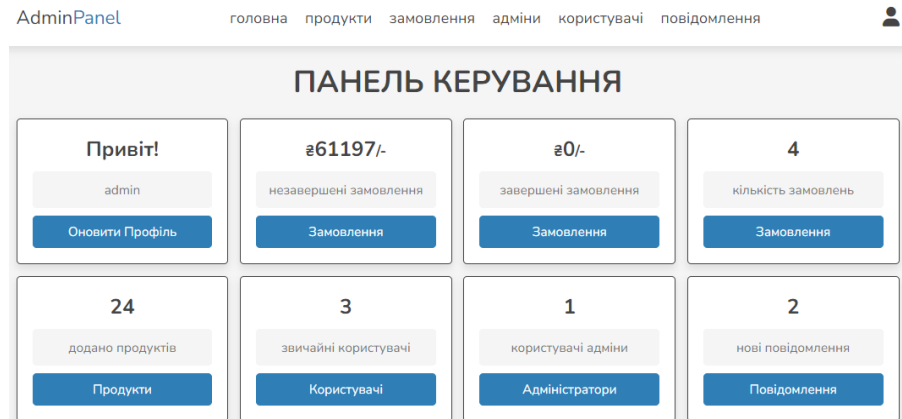 AdminPanel головна продукти замовлення адміни користувачі повідомлення
ПАНЕЛЬ КЕРУВАННЯ
Привіт!
admin
Оновити Профіль
₴61197/-
незавершені замовлення
Замовлення
₴0/-
завершені замовлення
Замовлення
4
кількість замовлень
Замовлення
24
додано продуктів
Продукти
3
звичайні користувачі
Користувачі
1
користувачі адміни
Адміністратори
2
нові повідомлення
Повідомлення